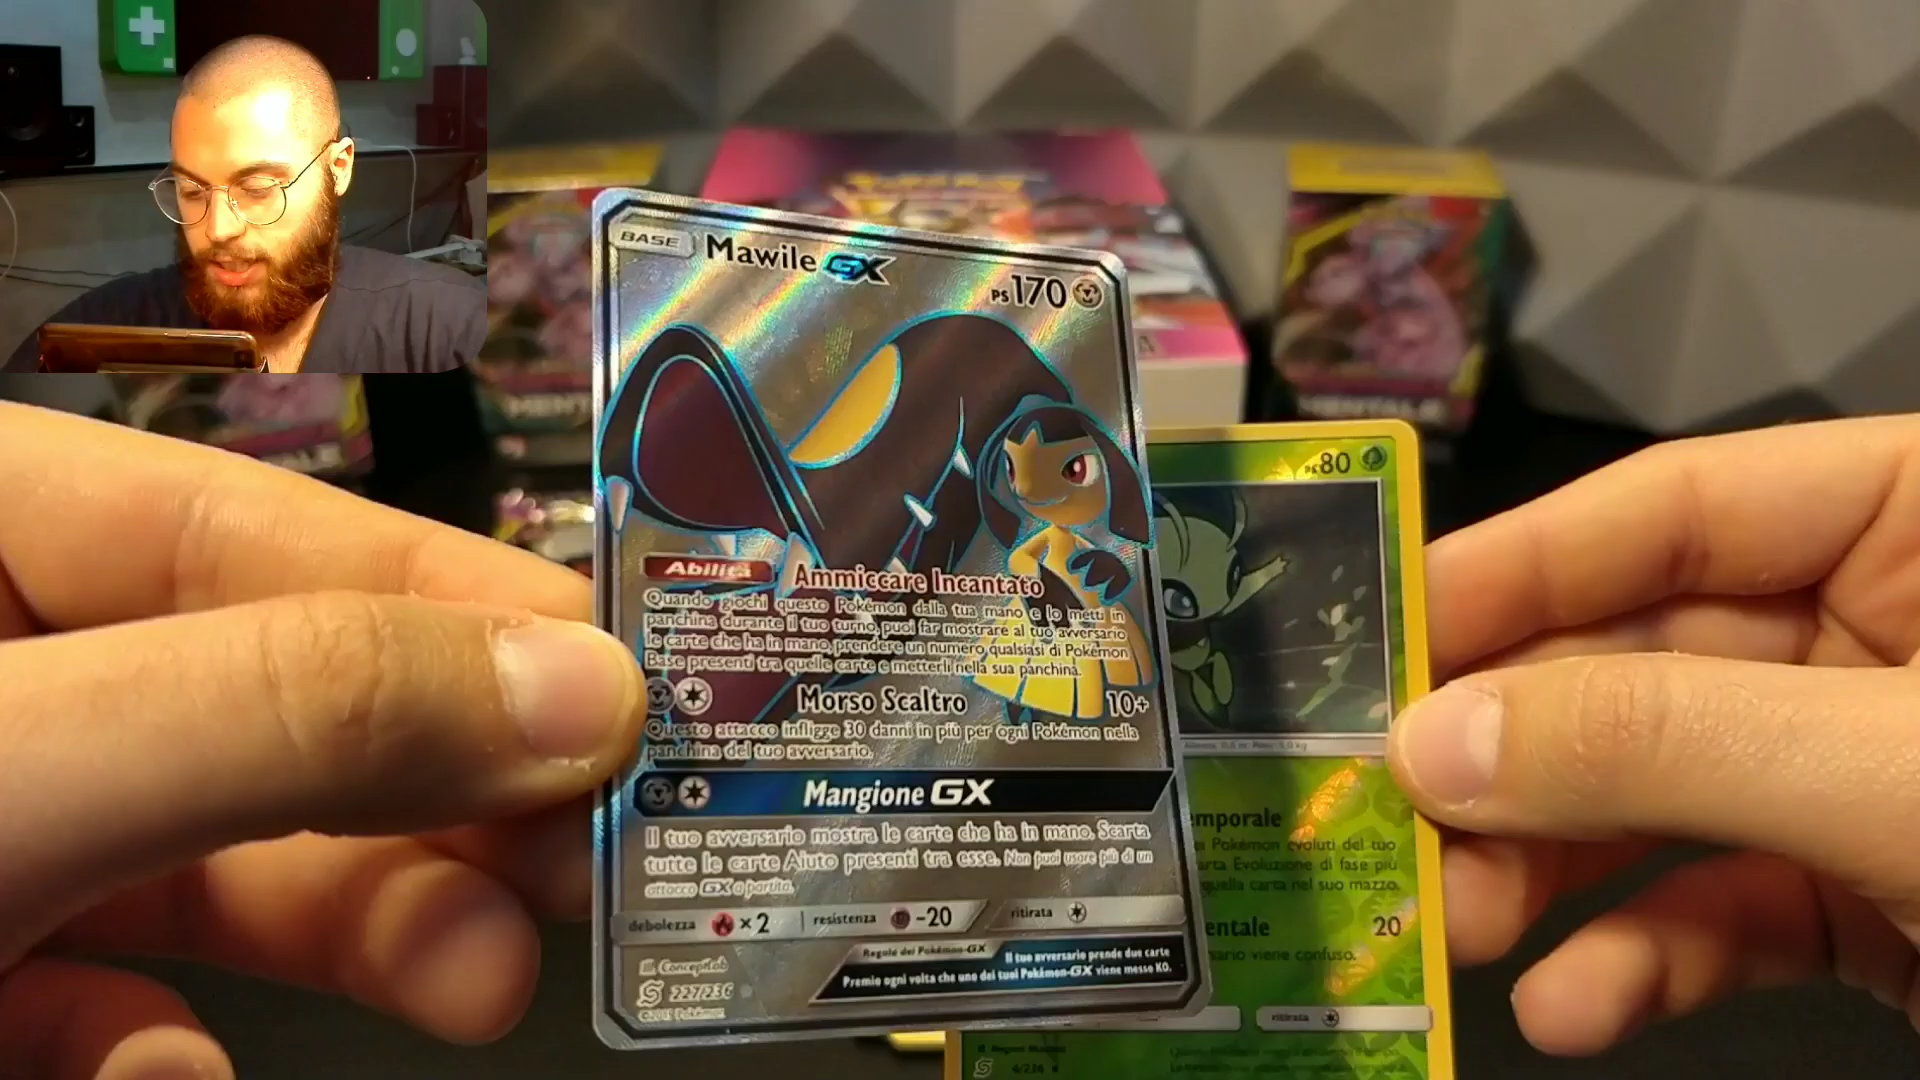 BASE
Mawile GX
PS 170
Abilità
Ammiccare Incantato
Quando giochi questo Pokémon dalla tua mano e lo metti in
panchina durante il tuo turno, puoi far mostrare al tuo avversario
le carte che ha in mano, prendere un numero qualsiasi di Pokémon
Base presenti tra quelle carte e metterli nella sua panchina.
Morso Scaltro 10+
Questo attacco infligge 30 danni in più per ogni Pokémon nella
panchina del tuo avversario.
Mangione GX
Il tuo avversario mostra le carte che ha in mano. Scarta
tutte le carte Aiuto presenti tra esse. Non puoi usare più di un
attacco GX a partita.
debolezza ×2
resistenza -20
ritirata
Regole dei Pokémon-GX
Il tuo avversario prende due carte
Premio ogni volta che uno dei tuoi Pokémon-GX viene messo KO.
227/236
80
emporale
Pokémon evoluti del tuo
arta Evoluzione di fase più
quella carta nel suo mazzo.
entale 20
sario viene confuso.
ritirata
MENTALE